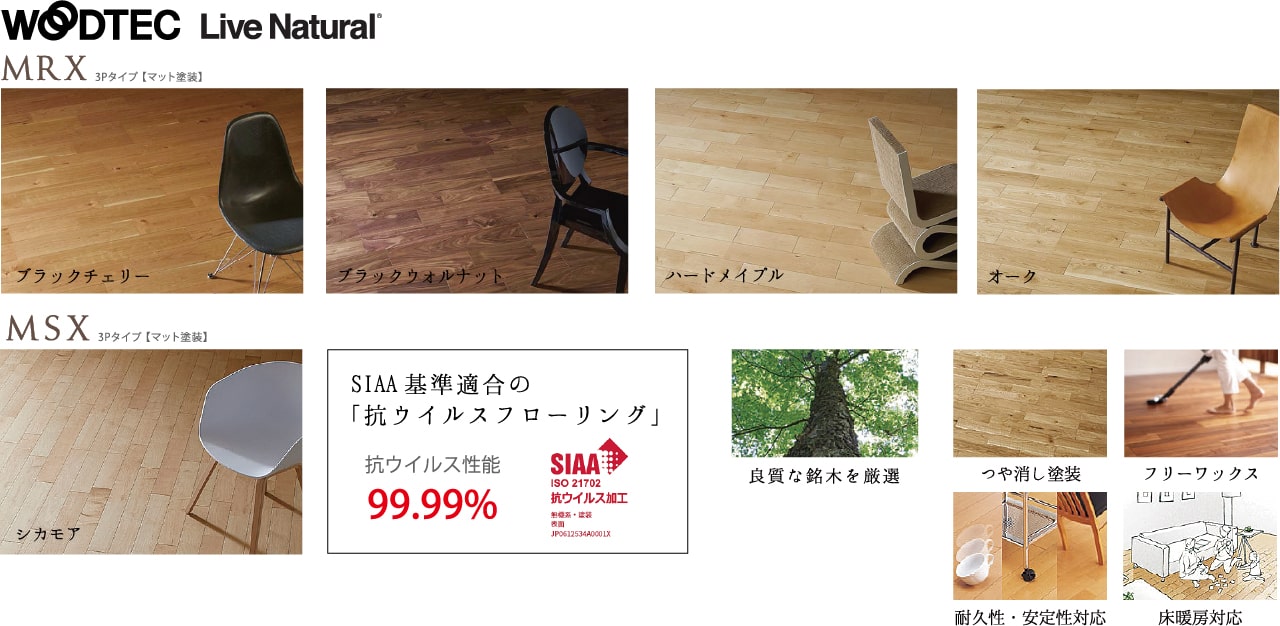 WOODTEC Live Natural®
MRX 3Pタイプ【マット塗装】
ブラックチェリー
ブラックウォルナット
ハードメイプル
オーク
MSX 3Pタイプ【マット塗装】
シカモア
SIAA 基準適合の
「抗ウイルスフローリング」
抗ウイルス性能
99.99%
SIAA
ISO 21702
抗ウイルス加工
無機系・塗装
表面
JP0612534A0001X
良質な銘木を厳選
つや消し塗装
フリーワックス
耐久性・安定性対応
床暖房対応